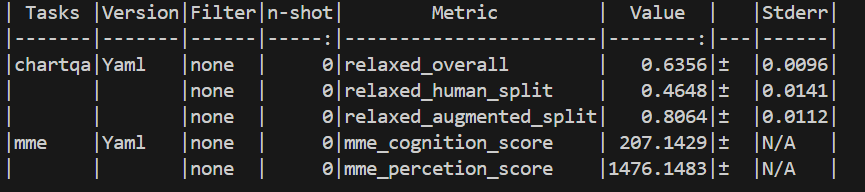 | Tasks |Version|Filter|n-shot|        Metric         |  Value  |   |Stderr|
|-------|-------|------|-----:|-----------------------|--------:|---|------|
|chartqa|Yaml   |none  |     0|relaxed_overall        |   0.6356|±  |0.0096|
|       |       |none  |     0|relaxed_human_split    |   0.4648|±  |0.0141|
|       |       |none  |     0|relaxed_augmented_split|   0.8064|±  |0.0112|
|mme    |Yaml   |none  |     0|mme_cognition_score    | 207.1429|±  |N/A   |
|       |       |none  |     0|mme_percetion_score    |1476.1483|±  |N/A   |